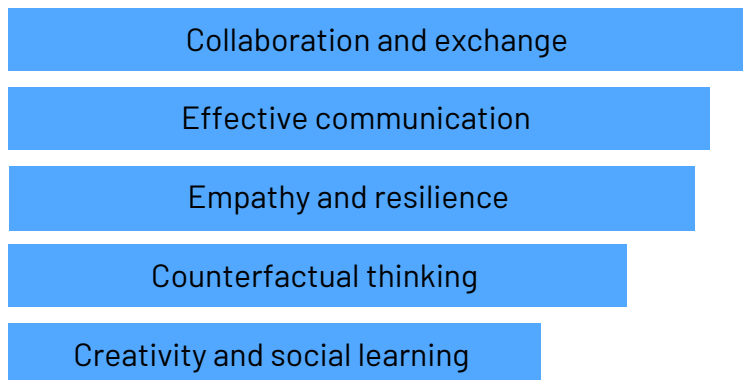 Collaboration and exchange
Effective communication
Empathy and resilience
Counterfactual thinking
Creativity and social learning